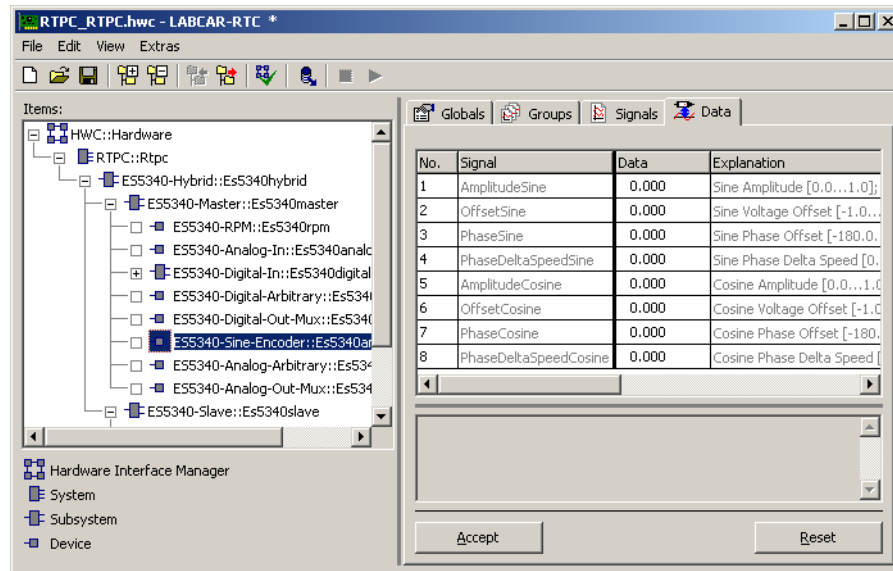 RTPC_RTPC.hwc - LABCAR-RTC *
File Edit View Extras
Items:
HWC::Hardware
RTPC::Rtpc
ES5340-Hybrid::Es5340hybrid
ES5340-Master::Es5340master
ES5340-RPM::Es5340rpm
ES5340-Analog-In::Es5340analo
ES5340-Digital-In::Es5340digital
ES5340-Digital-Arbitrary::Es534
ES5340-Digital-Out-Mux::Es534
ES5340-Sine-Encoder::Es5340ar
ES5340-Analog-Arbitrary::Es534
ES5340-Analog-Out-Mux::Es534
ES5340-Slave::Es5340slave
Hardware Interface Manager
System
Subsystem
Device
Globals Groups Signals Data
No. Signal Data Explanation
1 AmplitudeSine 0.000 Sine Amplitude [0.0...1.0];
2 OffsetSine 0.000 Sine Voltage Offset [-1.0...
3 PhaseSine 0.000 Sine Phase Offset [-180.0.
4 PhaseDeltaSpeedSine 0.000 Sine Phase Delta Speed [0.
5 AmplitudeCosine 0.000 Cosine Amplitude [0.0...1.0
6 OffsetCosine 0.000 Cosine Voltage Offset [-1.0
7 PhaseCosine 0.000 Cosine Phase Offset [-180.
8 PhaseDeltaSpeedCosine 0.000 Cosine Phase Delta Speed [
Accept Reset